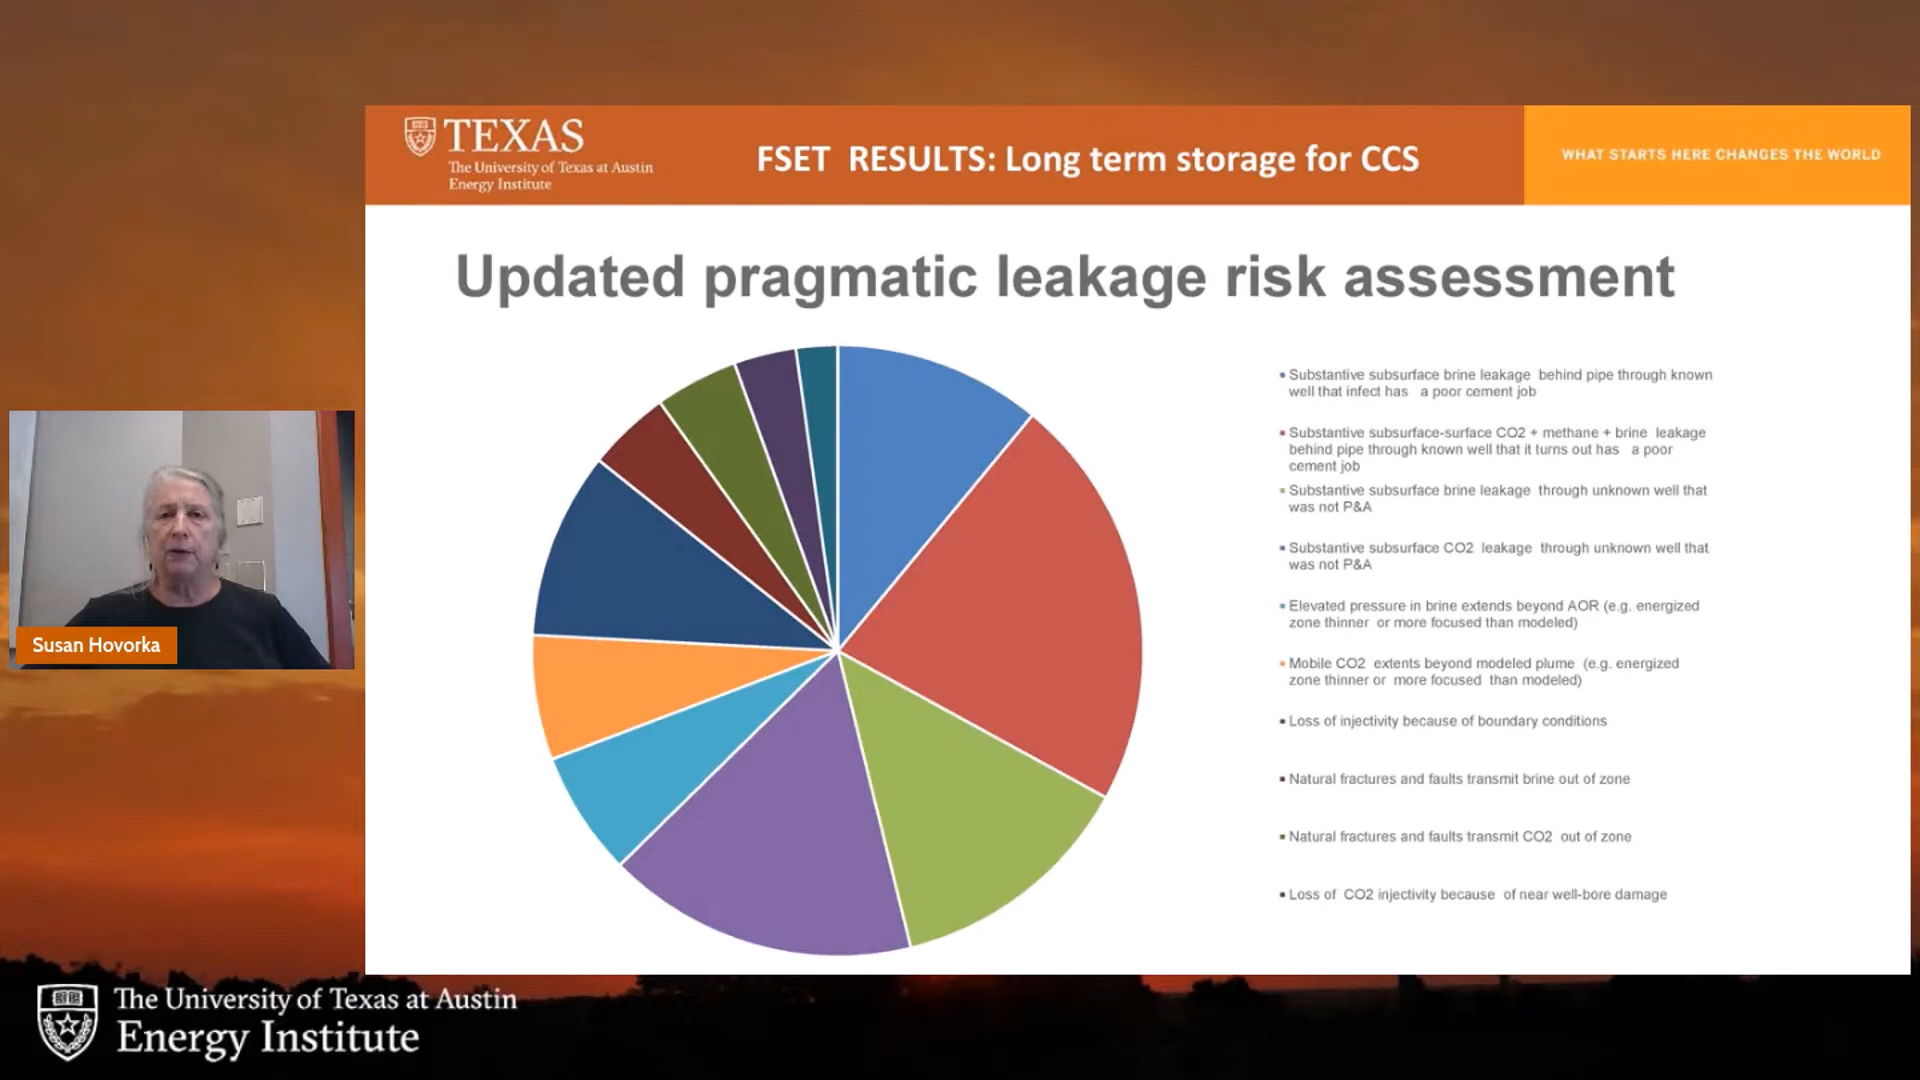 TEXAS
The University of Texas at Austin
Energy Institute
FSET RESULTS: Long term storage for CCS
WHAT STARTS HERE CHANGES THE WORLD
Updated pragmatic leakage risk assessment
Substantive subsurface brine leakage behind pipe through known
well that infect has a poor cement job
Substantive subsurface-surface CO2 + methane + brine leakage
behind pipe through known well that it turns out has a poor
cement job
Substantive subsurface brine leakage through unknown well that
was not P&A
Substantive subsurface CO2 leakage through unknown well that
was not P&A
Elevated pressure in brine extends beyond AOR (e.g. energized
zone thinner or more focused than modeled)
Mobile CO2 extents beyond modeled plume (e.g. energized
zone thinner or more focused than modeled)
Loss of injectivity because of boundary conditions
Natural fractures and faults transmit brine out of zone
Natural fractures and faults transmit CO2 out of zone
Loss of CO2 injectivity because of near well-bore damage
Susan Hovorka
The University of Texas at Austin
Energy Institute